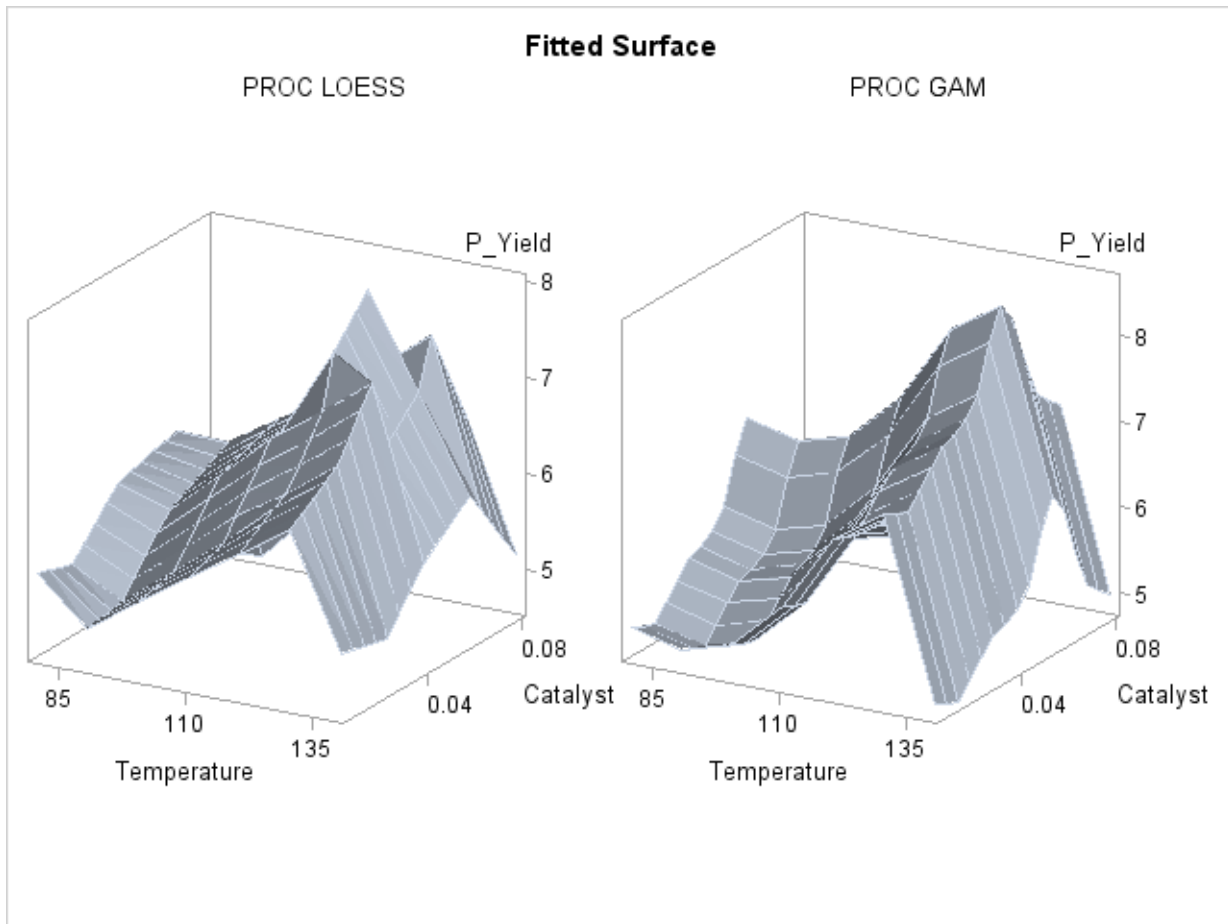 Fitted Surface
PROC LOESS
PROC GAM
P_Yield
8
7
6
5
0.08
0.04
Catalyst
85
110
135
Temperature
P_Yield
8
7
6
5
0.08
0.04
Catalyst
85
110
135
Temperature